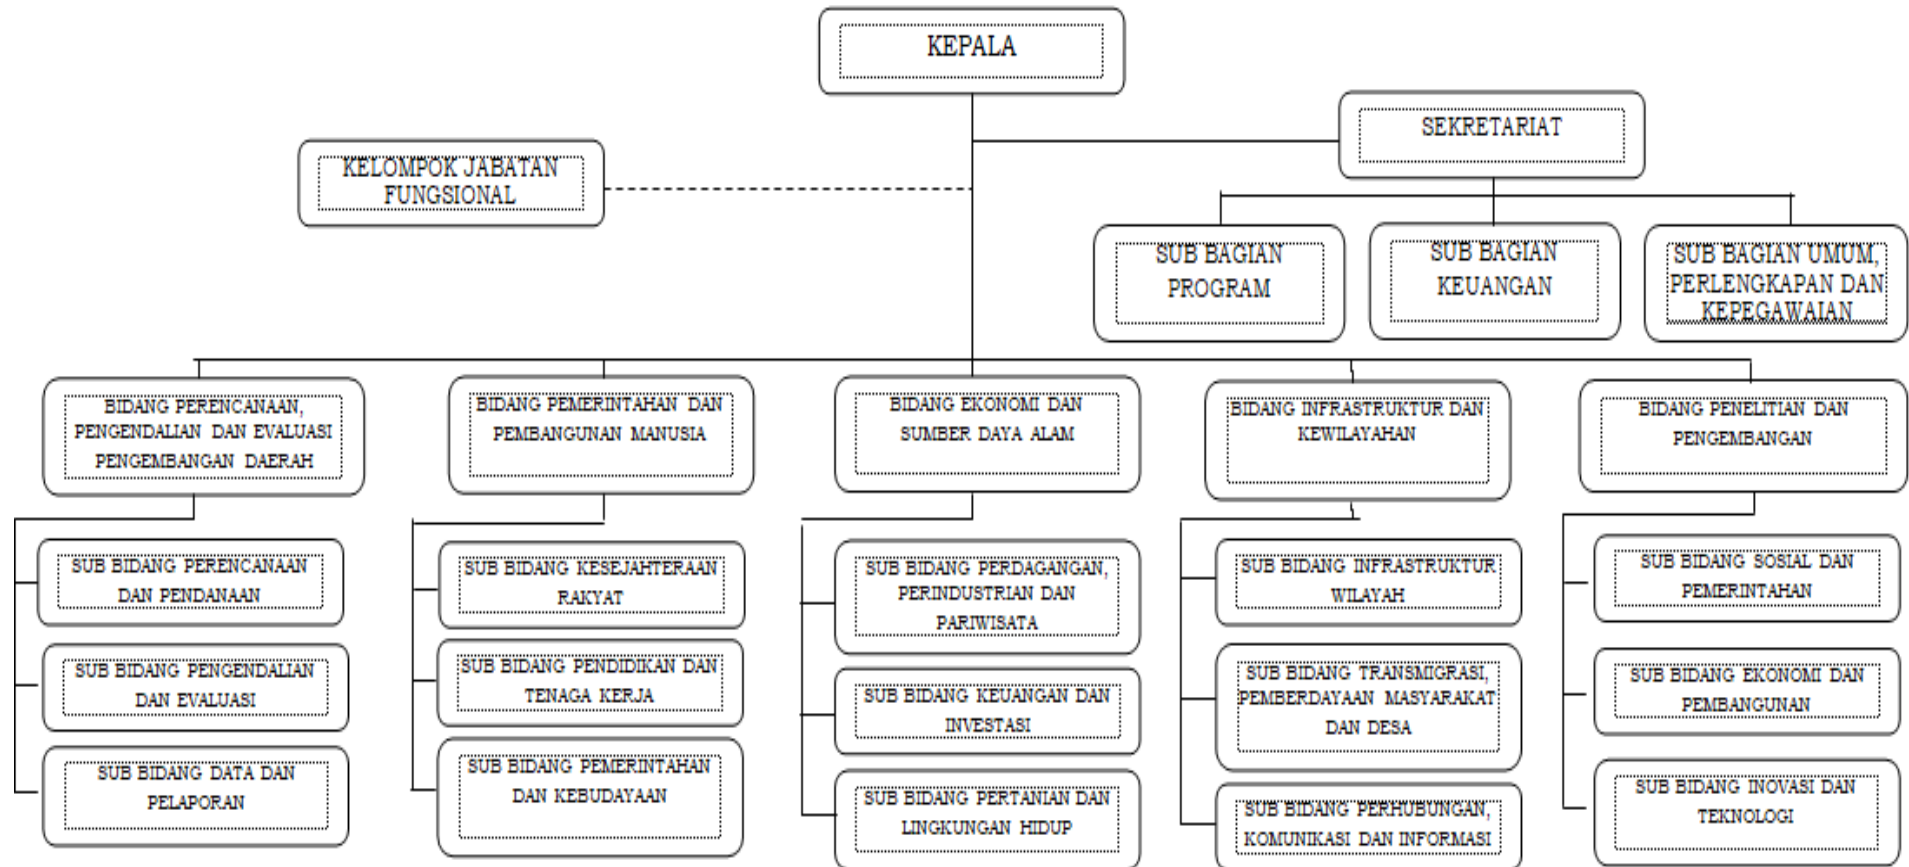 KEPALA
SEKRETARIAT
KELOMPOK JABATAN
FUNGSIONAL
SUB BAGIAN
PROGRAM
SUB BAGIAN
KEUANGAN
SUB BAGIAN UMUM,
PERLENGKAPAN DAN
KEPEGAWAIAN
BIDANG PERENCANAAN,
PENGENDALIAN DAN EVALUASI
PENGEMBANGAN DAERAH
BIDANG PEMERINTAHAN DAN
PEMBANGUNAN MANUSIA
BIDANG EKONOMI DAN
SUMBER DAYA ALAM
BIDANG INFRASTRUKTUR DAN
KEWILAYAHAN
BIDANG PENELITIAN DAN
PENGEMBANGAN
SUB BIDANG PERENCANAAN
DAN PENDANAAN
SUB BIDANG PENGENDALIAN
DAN EVALUASI
SUB BIDANG DATA DAN
PELAPORAN
SUB BIDANG KESEJAHTERAAN
RAKYAT
SUB BIDANG PENDIDIKAN DAN
TENAGA KERJA
SUB BIDANG PEMERINTAHAN
DAN KEBUDAYAAN
SUB BIDANG PERDAGANGAN,
PERINDUSTRIAN DAN
PARIWISATA
SUB BIDANG KEUANGAN DAN
INVESTASI
SUB BIDANG PERTANIAN DAN
LINGKUNGAN HIDUP
SUB BIDANG INFRASTRUKTUR
WILAYAH
SUB BIDANG TRANSMIGRASI,
PEMBERDAYAAN MASYARAKAT
DAN DESA
SUB BIDANG PERHUBUNGAN,
KOMUNIKASI DAN INFORMASI
SUB BIDANG SOSIAL DAN
PEMERINTAHAN
SUB BIDANG EKONOMI DAN
PEMBANGUNAN
SUB BIDANG INOVASI DAN
TEKNOLOGI